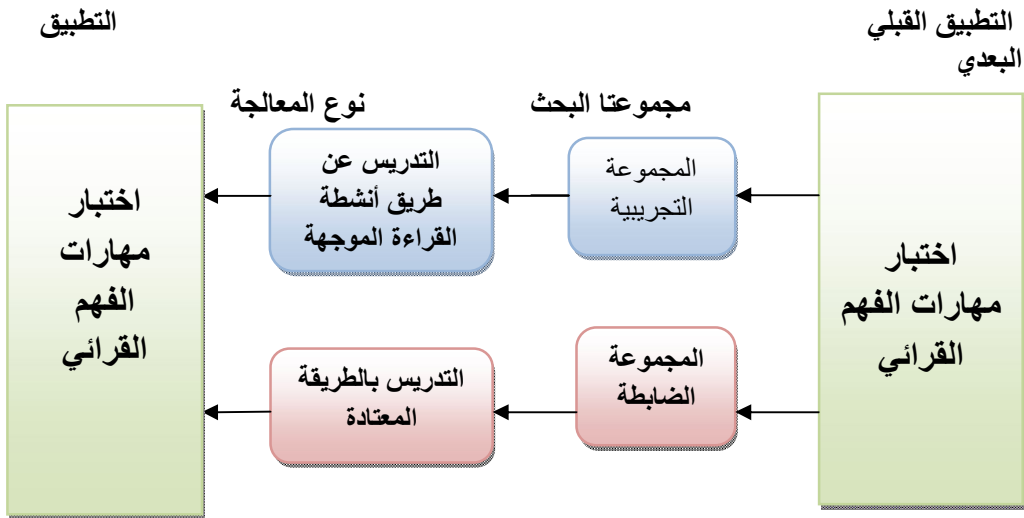 التطبيق القبلي
البعدي
التطبيق
مجموعتا البحث
نوع المعالجة
اختبار
مهارات الفهم
القرائي
المجموعة
التجريبية
التدريس عن
طريق أنشطة
القراءة الموجهة
المجموعة
الضابطة
التدريس بالطريقة
المعتادة
اختبار
مهارات
الفهم
القرائي